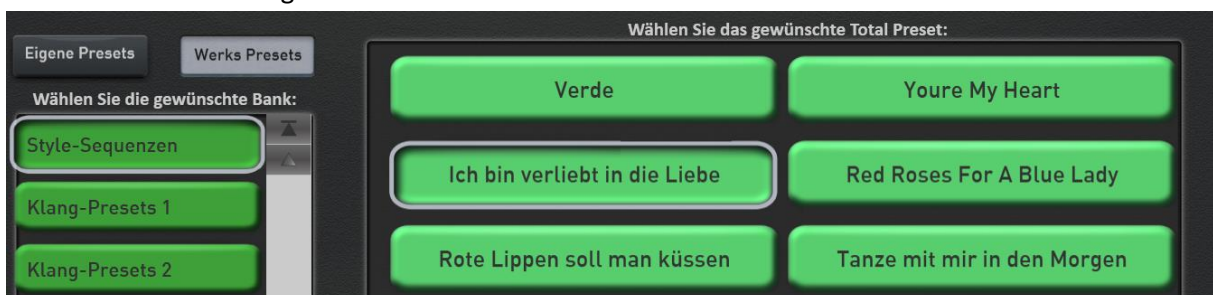 Wählen Sie das gewünschte Total Preset:
Eigene Presets
Werks Presets
Wählen Sie die gewünschte Bank:
Style-Sequenzen
Klang-Presets 1
Klang-Presets 2
Verde
Youre My Heart
Ich bin verliebt in die Liebe
Red Roses For A Blue Lady
Rote Lippen soll man küssen
Tanze mit mir in den Morgen